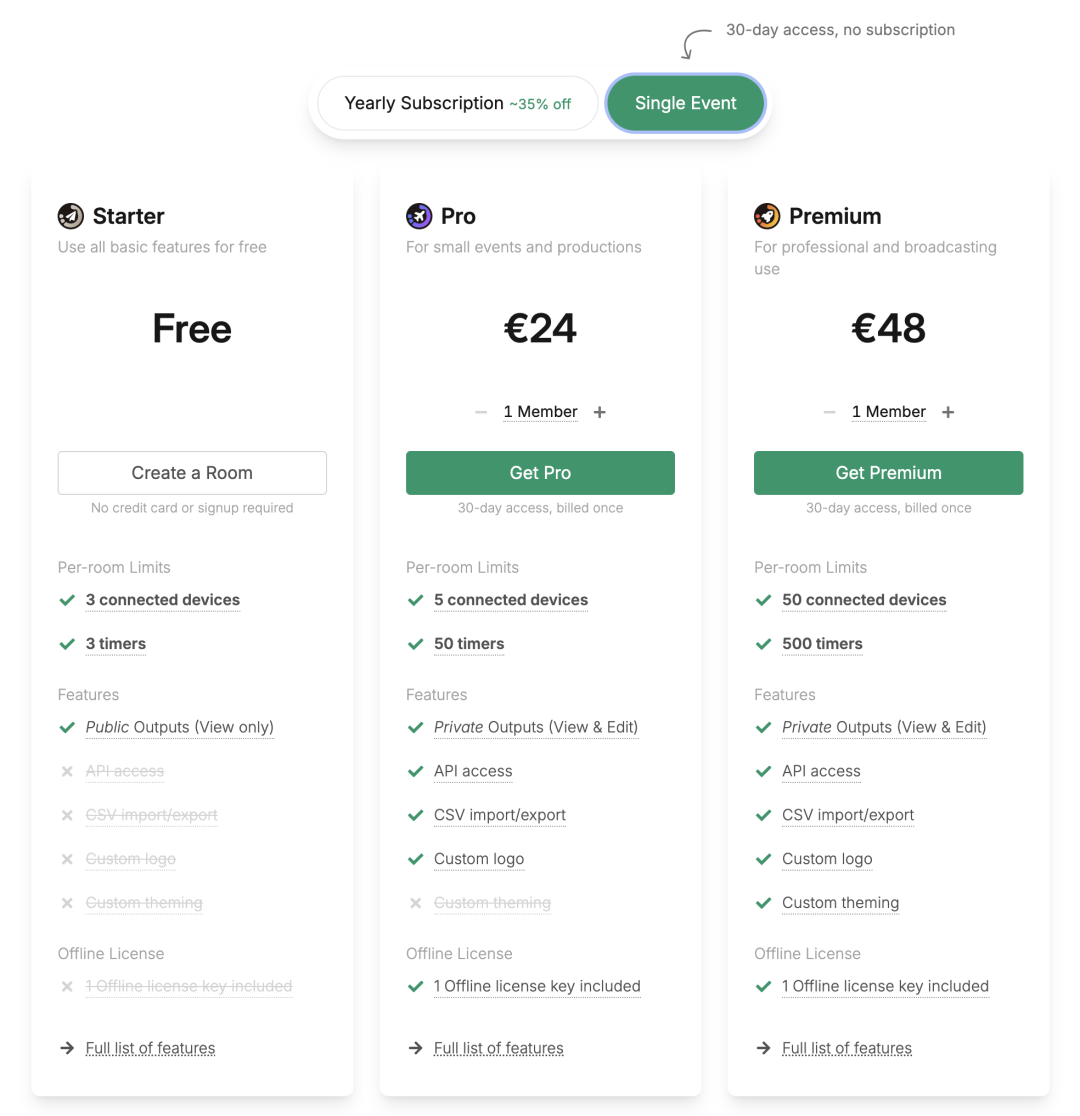 30-day access, no subscription
Yearly Subscription ~35% off
Single Event
Starter
Use all basic features for free
Free
Create a Room
No credit card or signup required
Per-room Limits
3 connected devices
3 timers
Features
Public Outputs (View only)
API access
CSV import/export
Custom logo
Custom theming
Offline License
1 Offline license key included
Full list of features
Pro
For small events and productions
€24
1 Member
Get Pro
30-day access, billed once
Per-room Limits
5 connected devices
50 timers
Features
Private Outputs (View & Edit)
API access
CSV import/export
Custom logo
Custom theming
Offline License
1 Offline license key included
Full list of features
Premium
For professional and broadcasting
use
€48
1 Member
Get Premium
30-day access, billed once
Per-room Limits
50 connected devices
500 timers
Features
Private Outputs (View & Edit)
API access
CSV import/export
Custom logo
Custom theming
Offline License
1 Offline license key included
Full list of features